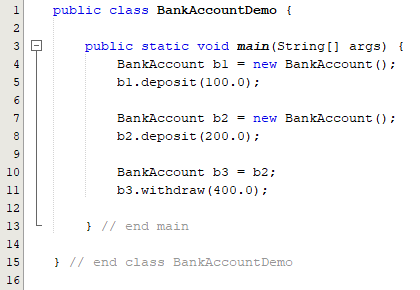 1 public class BankAccountDemo {
2
3 public static void main(String[] args) {
4 BankAccount b1 = new BankAccount();
5 b1.deposit(100.0);
6
7 BankAccount b2 = new BankAccount();
8 b2.deposit(200.0);
9
10 BankAccount b3 = b2;
11 b3.withdraw(400.0);
12
13 } // end main
14
15 } // end class BankAccountDemo
16